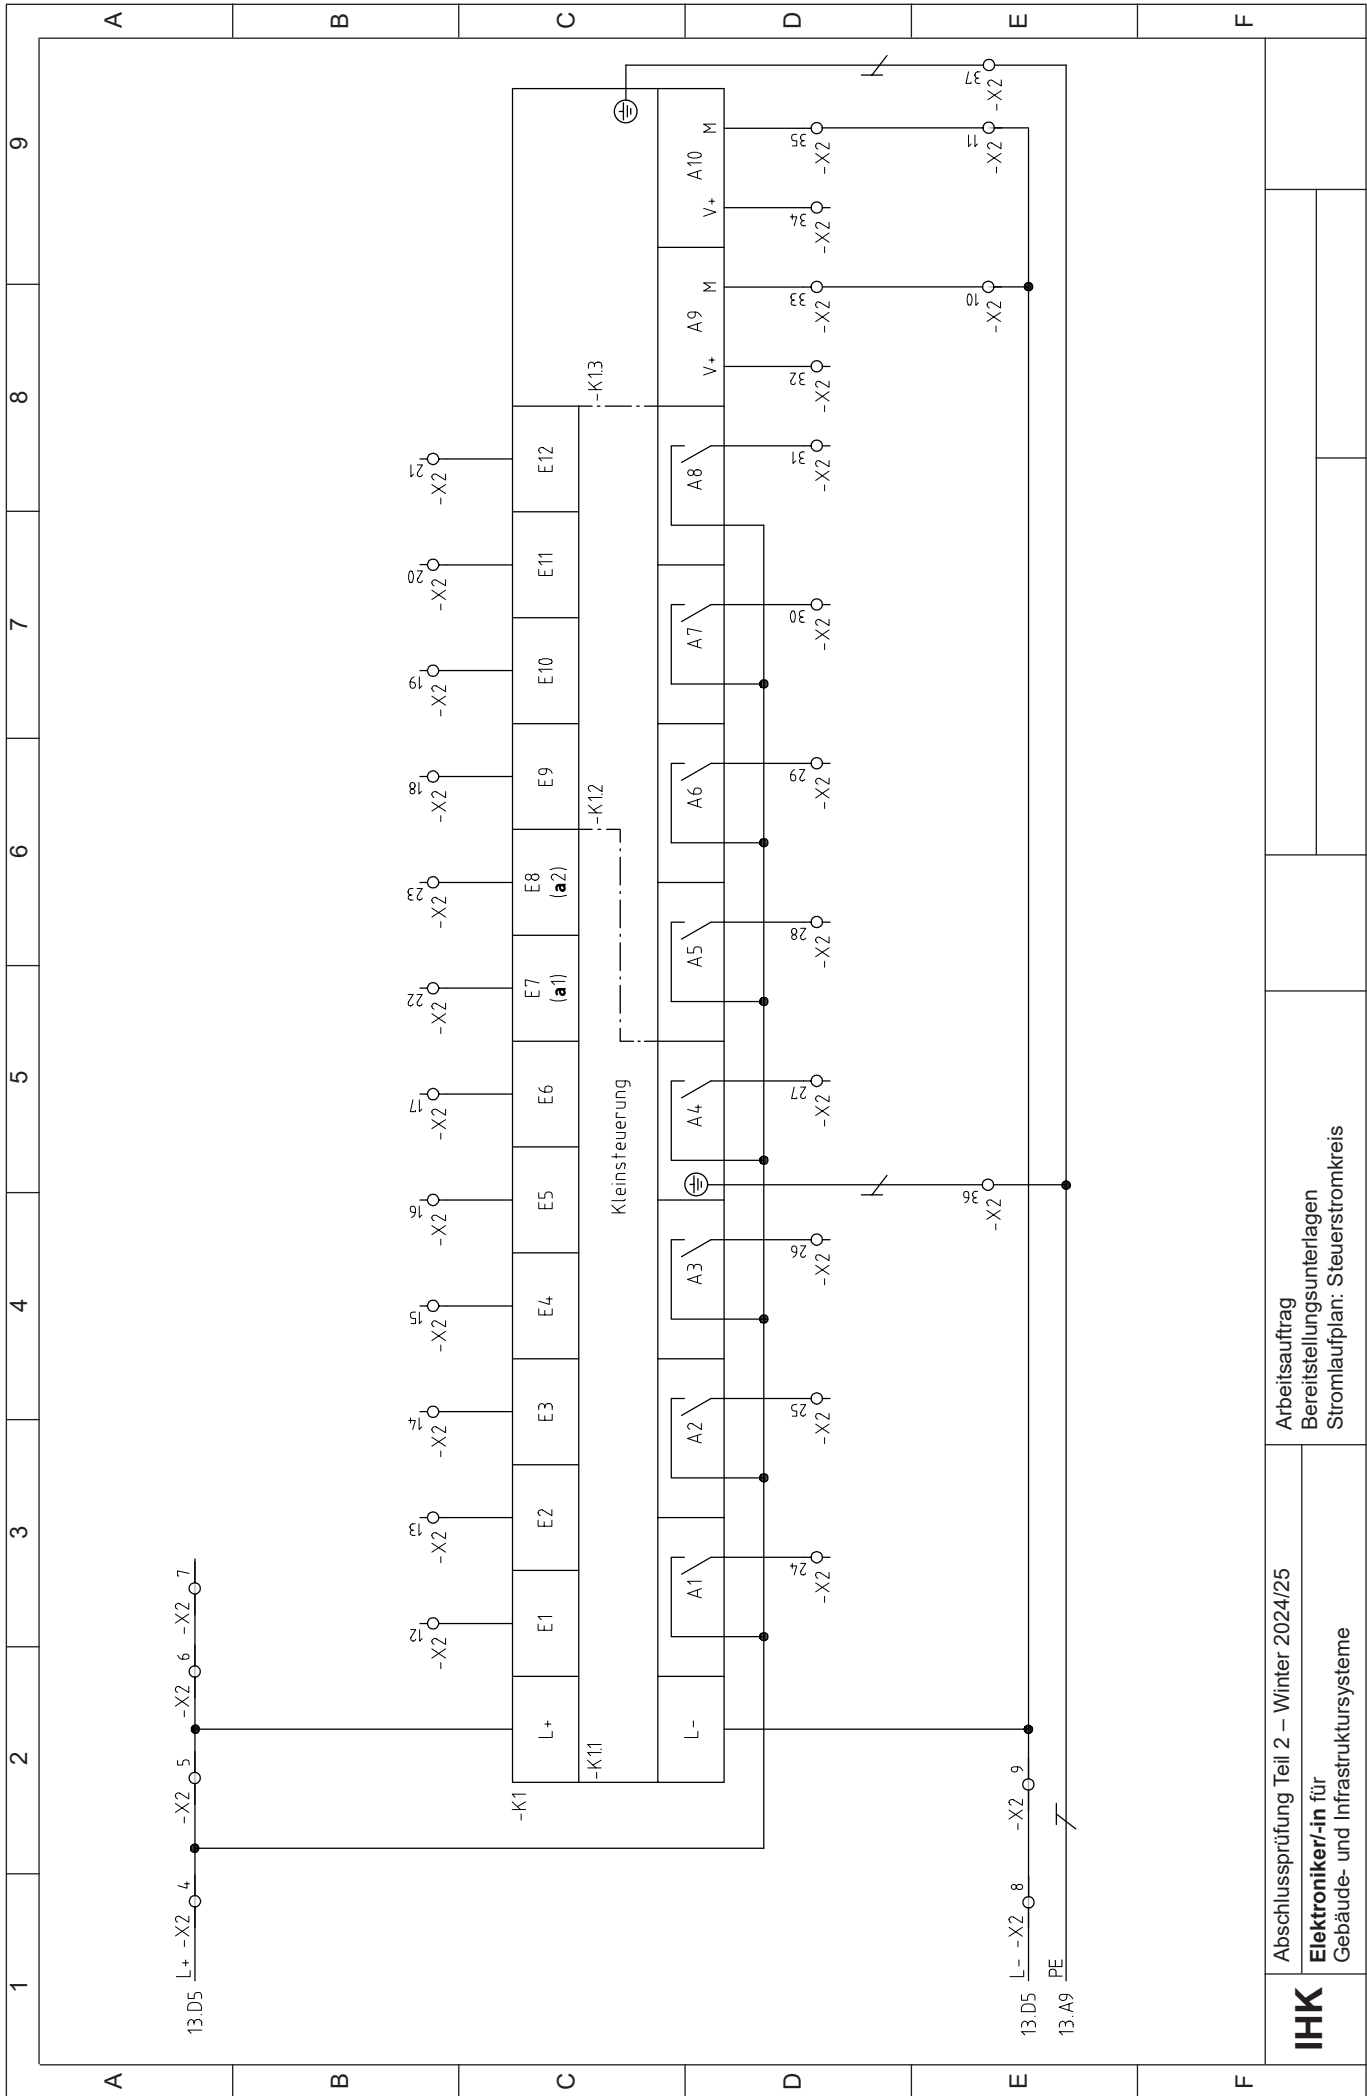 1 2 3 4 5 6 7 8 9
A A
B B
C C
D D
E E
F F
13.D5 L+ -X2 4 -X2 5 -X2 6 -X2 7
12 13 14 15 16 17 22 23 18 19 20 21
-X2 -X2 -X2 -X2 -X2 -X2 -X2 -X2 -X2 -X2 -X2 -X2
-K1
L+ E1 E2 E3 E4 E5 E6 E7 E8 E9 E10 E11 E12
(a1) (a2)
-K1.1 -K1.2 -K1.3
Kleinsteuerung
L- A1 A2 A3 A4 A5 A6 A7 A8 A9 A10
V+ M V+ M
24 25 26 27 28 29 30 31 32 33 34 35
-X2 -X2 -X2 -X2 -X2 -X2 -X2 -X2 -X2 -X2 -X2 -X2
36 10 11 37
-X2 -X2 -X2 -X2
13.D5 L- -X2 8 -X2 9
13.A9 PE
IHK
Abschlussprüfung Teil 2 – Winter 2024/25
Elektroniker/-in für
Gebäude- und Infrastruktursysteme
Arbeitsauftrag
Bereitstellungsunterlagen
Stromlaufplan: Steuerstromkreis